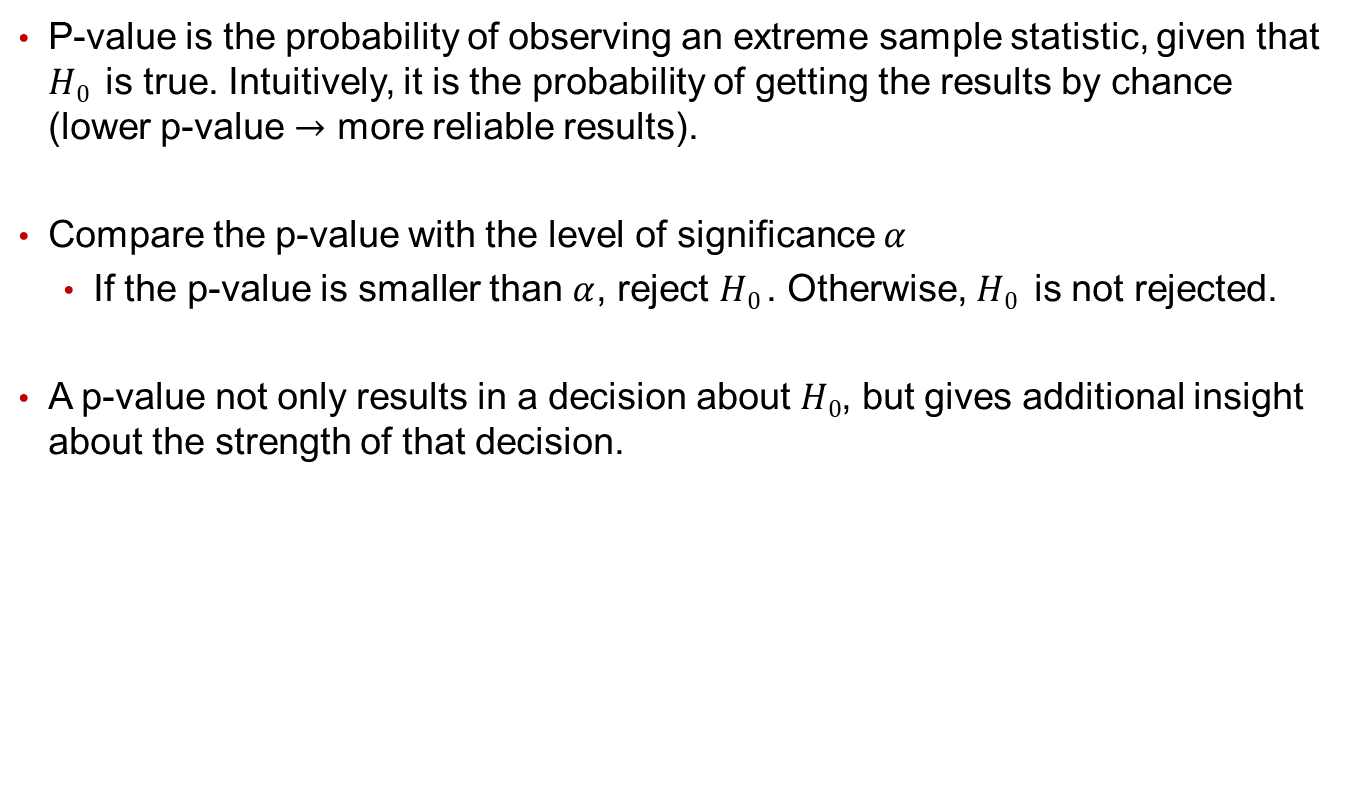 • P-value is the probability of observing an extreme sample statistic, given that
H₀ is true. Intuitively, it is the probability of getting the results by chance
(lower p-value → more reliable results).
• Compare the p-value with the level of significance α
• If the p-value is smaller than α, reject H₀. Otherwise, H₀ is not rejected.
• A p-value not only results in a decision about H₀, but gives additional insight
about the strength of that decision.